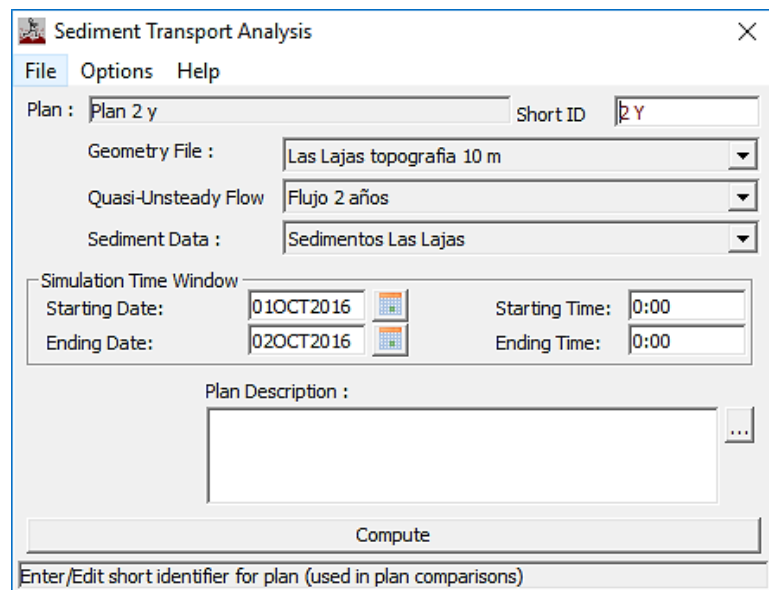 Sediment Transport Analysis
File Options Help
Plan : Plan 2 y Short ID 2 Y
Geometry File : Las Lajas topografia 10 m
Quasi-Unsteady Flow Flujo 2 años
Sediment Data : Sedimentos Las Lajas
Simulation Time Window
Starting Date: 01OCT2016 Starting Time: 0:00
Ending Date: 02OCT2016 Ending Time: 0:00
Plan Description :
...
Compute
Enter/Edit short identifier for plan (used in plan comparisons)